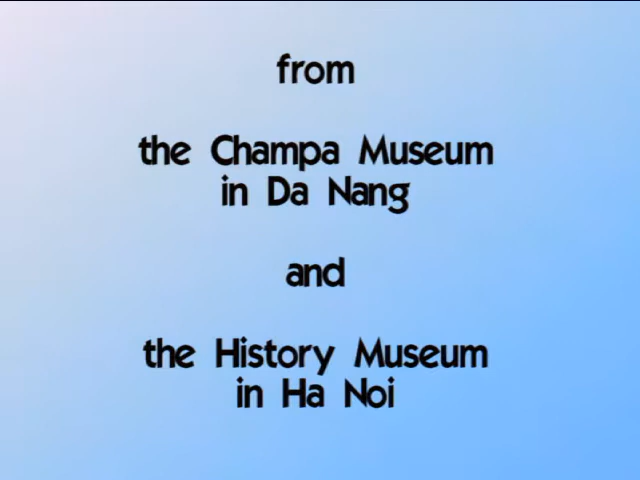 from
the Champa Museum
in Da Nang
and
the History Museum
in Ha Noi